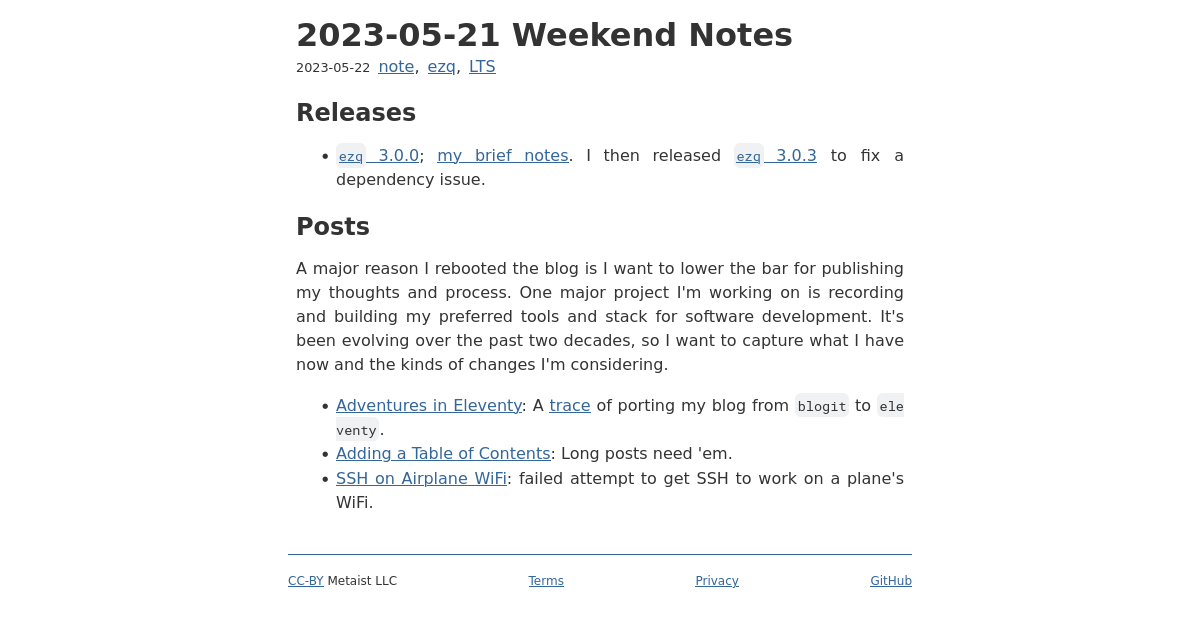 2023-05-21 Weekend Notes
2023-05-22 note, ezq, LTS
Releases
• ezq 3.0.0; my brief notes. I then released ezq 3.0.3 to fix a
dependency issue.
Posts
A major reason I rebooted the blog is I want to lower the bar for publishing
my thoughts and process. One major project I'm working on is recording
and building my preferred tools and stack for software development. It's
been evolving over the past two decades, so I want to capture what I have
now and the kinds of changes I'm considering.
• Adventures in Eleventy: A trace of porting my blog from blogit to ele
venty.
• Adding a Table of Contents: Long posts need 'em.
• SSH on Airplane WiFi: failed attempt to get SSH to work on a plane's
WiFi.
CC-BY Metaist LLC Terms Privacy GitHub